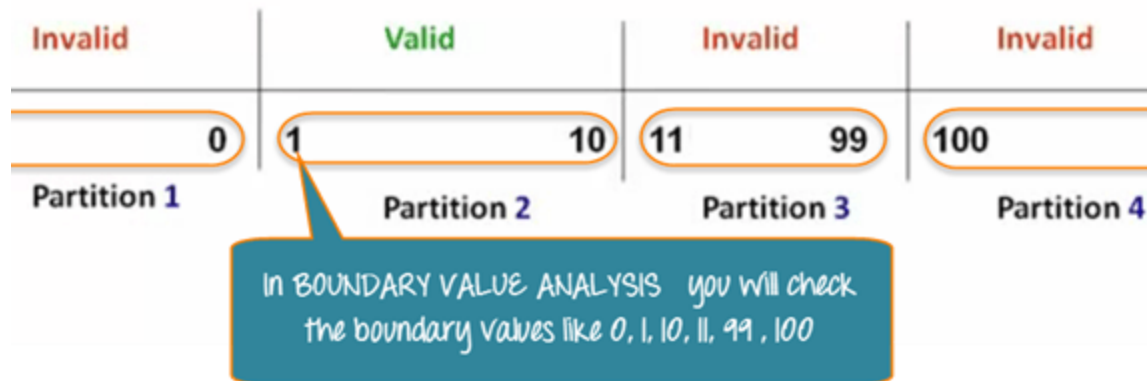 Invalid Valid Invalid Invalid
0 1 10 11 99 100
Partition 1 Partition 2 Partition 3 Partition 4
In BOUNDARY VALUE ANALYSIS you will check
the boundary values like 0, 1, 10, 11, 99 , 100